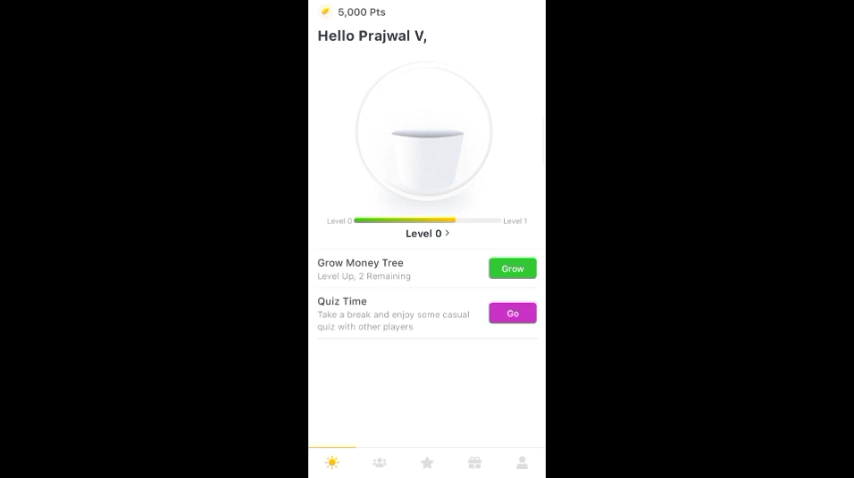 5,000 Pts
Hello Prajwal V,
Level 0
Level 1
Level 0 >
Grow Money Tree
Level Up, 2 Remaining
Grow
Quiz Time
Take a break and enjoy some casual
quiz with other players
Go